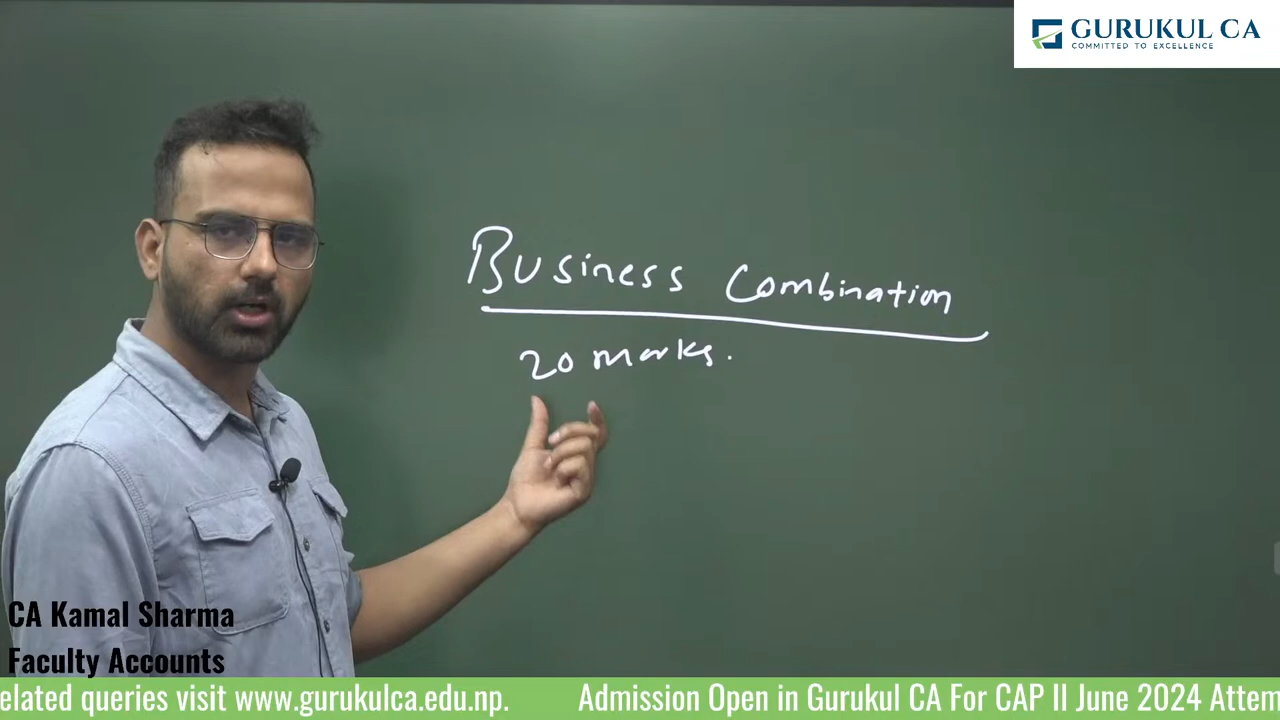 GURUKUL CA
COMMITTED TO EXCELLENCE
Business Combination
20 marks.
CA Kamal Sharma
Faculty Accounts
elated queries visit www.gurukulca.edu.np. Admission Open in Gurukul CA For CAP II June 2024 Attem